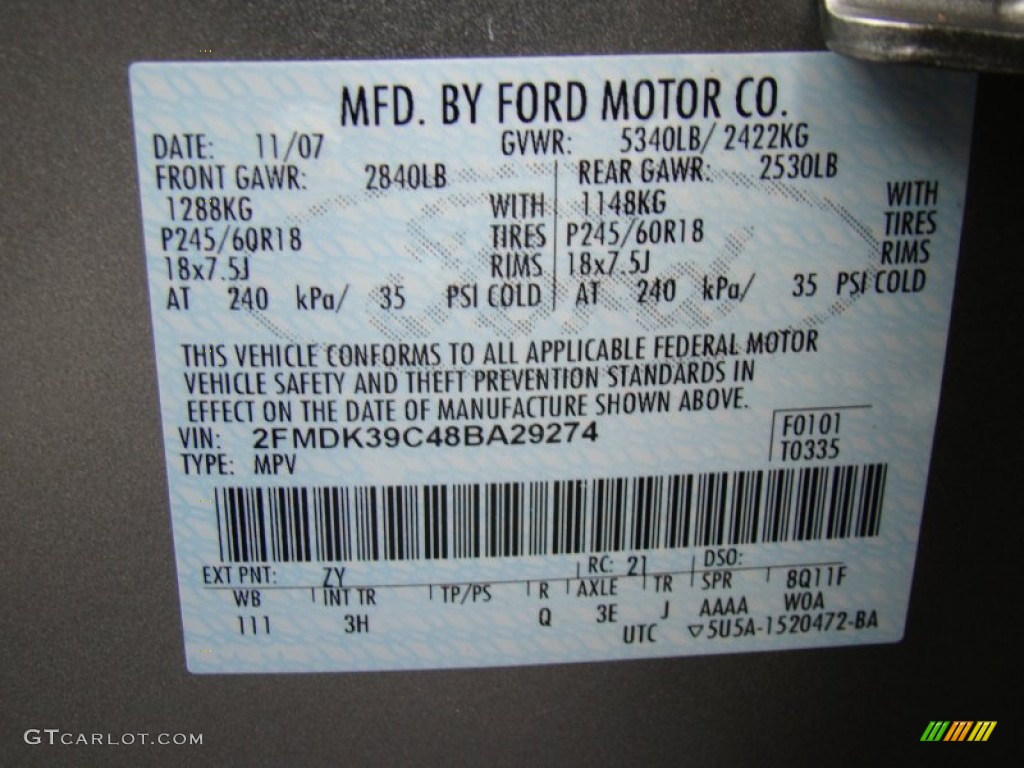 MFD. BY FORD MOTOR CO.
DATE: 11/07 GVWR: 5340LB/ 2422KG
FRONT GAWR: 2840LB REAR GAWR: 2530LB
1288KG WITH 1148KG WITH
P245/60R18 TIRES P245/60R18 TIRES
18x7.5J RIMS 18x7.5J RIMS
AT 240 kPa/ 35 PSI COLD AT 240 kPa/ 35 PSI COLD
THIS VEHICLE CONFORMS TO ALL APPLICABLE FEDERAL MOTOR
VEHICLE SAFETY AND THEFT PREVENTION STANDARDS IN
EFFECT ON THE DATE OF MANUFACTURE SHOWN ABOVE.
VIN: 2FMDK39C48BA29274 F0101
TYPE: MPV T0335
EXT PNT: ZY RC: 21 DSO:
WB INT TR TP/PS R AXLE TR SPR 8Q11F
111 3H Q 3E J AAAA W0A
UTC ▽5U5A-1520472-BA
GTCARLOT.COM